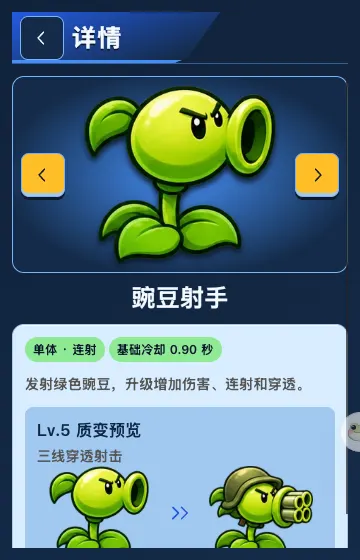 详情
豌豆射手
单体 · 连射
基础冷却 0.90 秒
发射绿色豌豆，升级增加伤害、连射和穿透。
Lv.5 质变预览
三线穿透射击